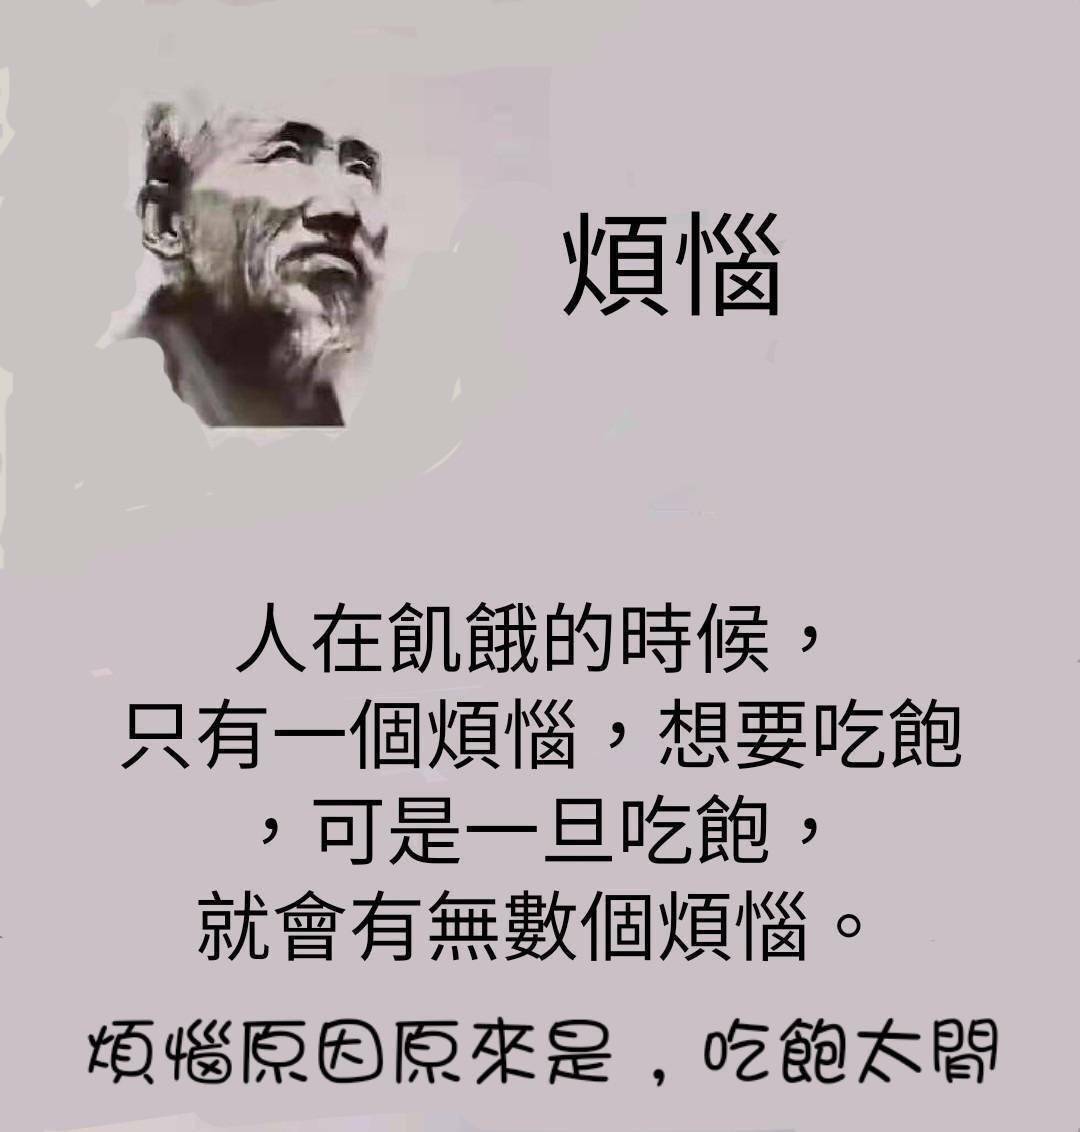 煩惱
人在飢餓的時候，
只有一個煩惱，想要吃飽
，可是一旦吃飽，
就會有無數個煩惱。
煩惱原因原來是，吃飽太閒